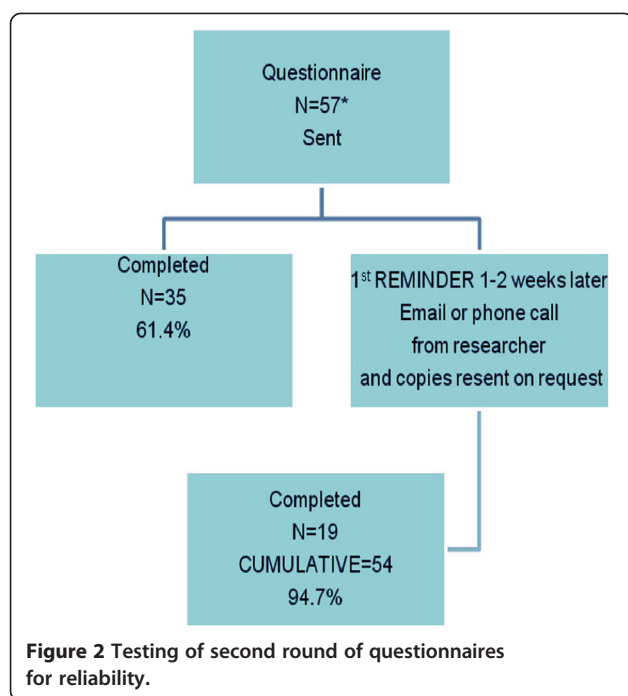 Questionnaire
N=57*
Sent
Completed
N=35
61.4%
1st REMINDER 1-2 weeks later
Email or phone call
from researcher
and copies resent on request
Completed
N=19
CUMULATIVE=54
94.7%
Figure 2 Testing of second round of questionnaires
for reliability.